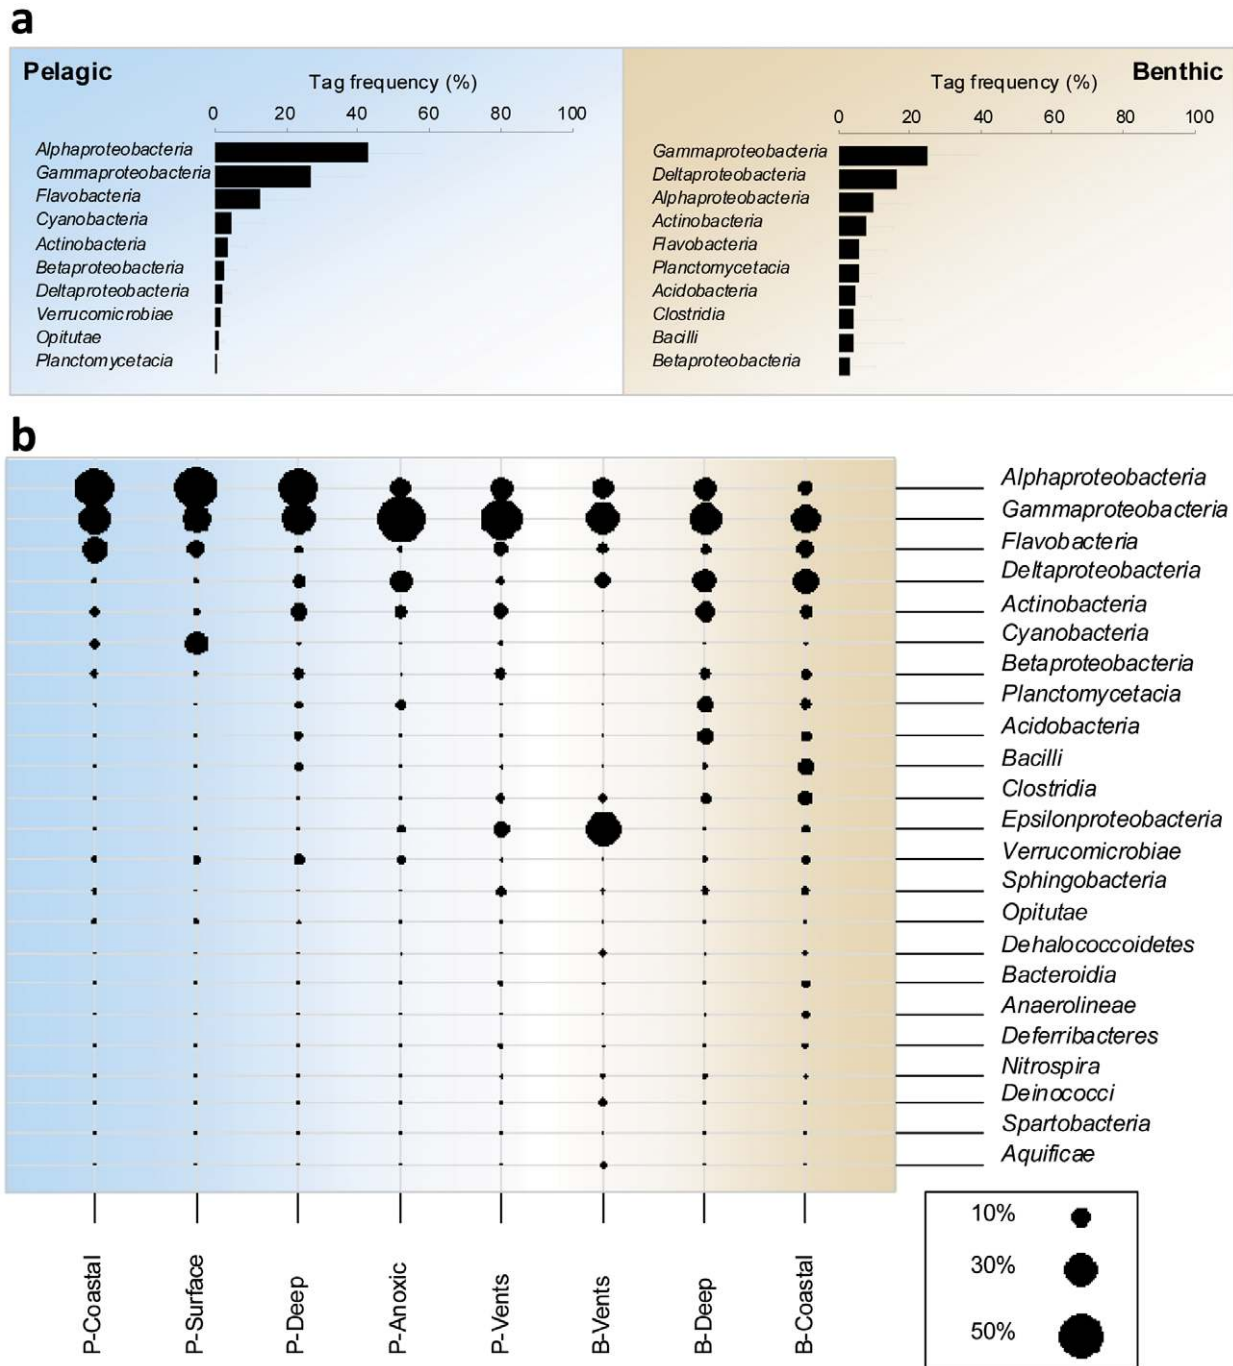 a
Pelagic
Tag frequency (%)
0 20 40 60 80 100
Alphaproteobacteria
Gammaproteobacteria
Flavobacteria
Cyanobacteria
Actinobacteria
Betaproteobacteria
Deltaproteobacteria
Verrucomicrobiae
Opitutae
Planctomycetacia
Benthic
Tag frequency (%)
0 20 40 60 80 100
Gammaproteobacteria
Deltaproteobacteria
Alphaproteobacteria
Actinobacteria
Flavobacteria
Planctomycetacia
Acidobacteria
Clostridia
Bacilli
Betaproteobacteria
b
Alphaproteobacteria
Gammaproteobacteria
Flavobacteria
Deltaproteobacteria
Actinobacteria
Cyanobacteria
Betaproteobacteria
Planctomycetacia
Acidobacteria
Bacilli
Clostridia
Epsilonproteobacteria
Verrucomicrobiae
Sphingobacteria
Opitutae
Dehalococcoidetes
Bacteroidia
Anaerolineae
Deferribacteres
Nitrospira
Deinococci
Spartobacteria
Aquificae
P-Coastal
P-Surface
P-Deep
P-Anoxic
P-Vents
B-Vents
B-Deep
B-Coastal
10%
30%
50%